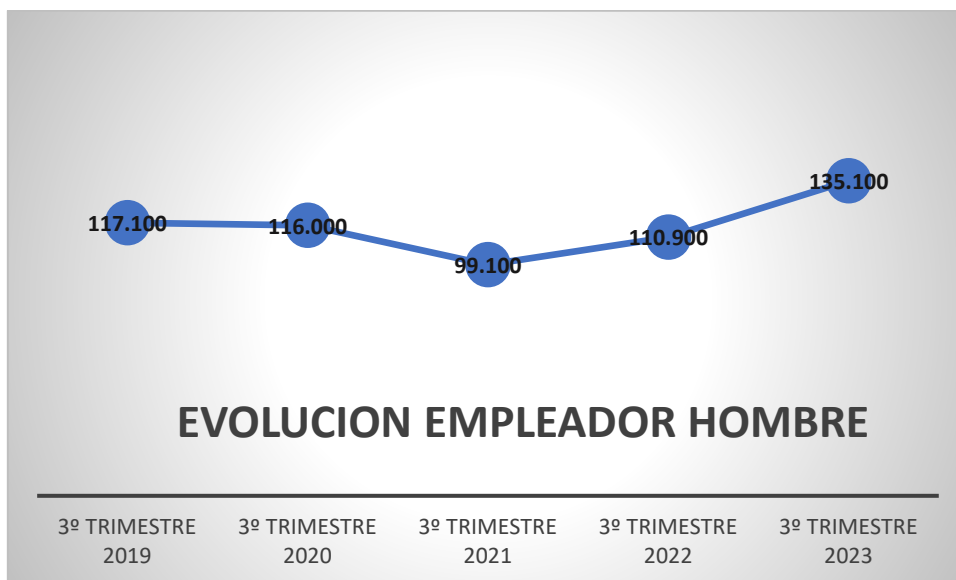 117.100
116.000
99.100
110.900
135.100
EVOLUCION EMPLEADOR HOMBRE
3º TRIMESTRE
2019
3º TRIMESTRE
2020
3º TRIMESTRE
2021
3º TRIMESTRE
2022
3º TRIMESTRE
2023